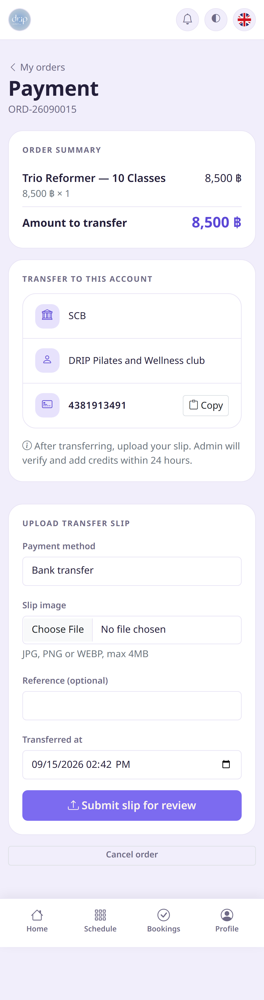 drip
My orders
Payment
ORD-26090015
ORDER SUMMARY
Trio Reformer — 10 Classes 8,500 ฿
8,500 ฿ × 1
Amount to transfer 8,500 ฿
TRANSFER TO THIS ACCOUNT
SCB
DRIP Pilates and Wellness club
4381913491 Copy
After transferring, upload your slip. Admin will
verify and add credits within 24 hours.
UPLOAD TRANSFER SLIP
Payment method
Bank transfer
Slip image
Choose File No file chosen
JPG, PNG or WEBP, max 4MB
Reference (optional)
Transferred at
09/15/2026 02:42 PM
Submit slip for review
Cancel order
Home Schedule Bookings Profile